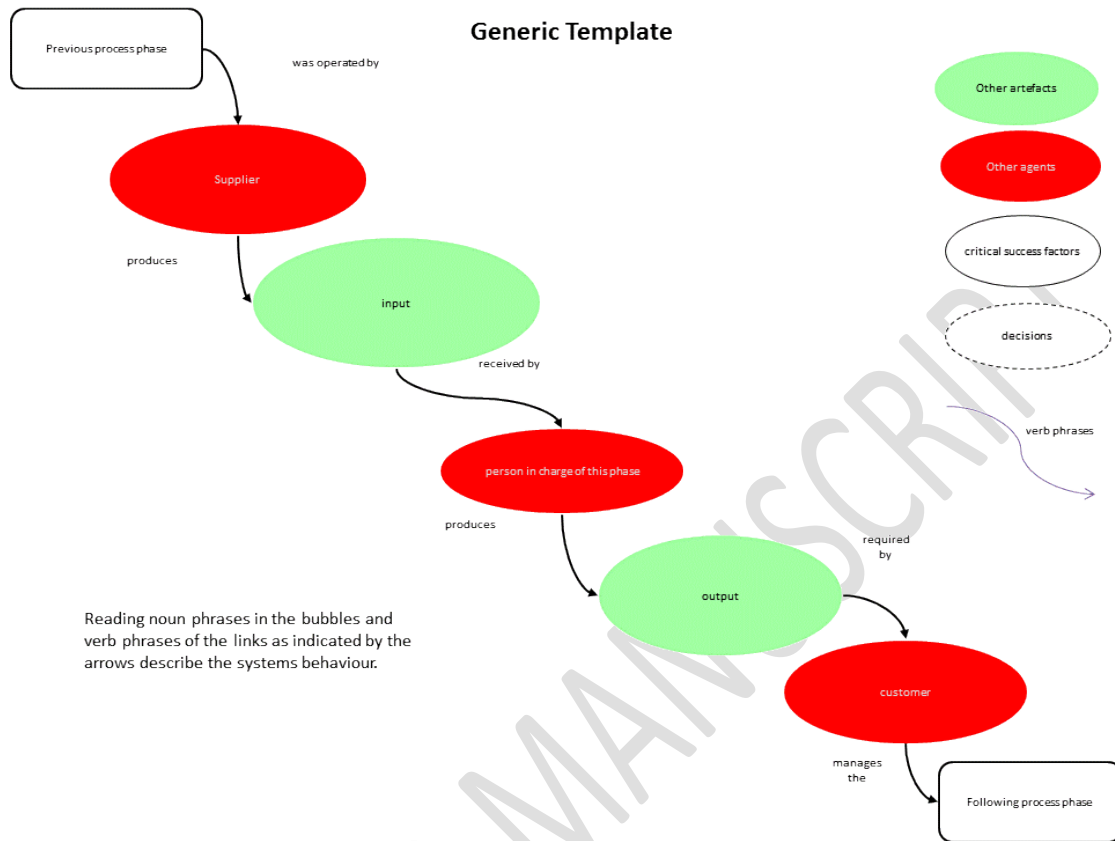 Generic Template
Previous process phase
was operated by
Other artefacts
Supplier
Other agents
produces
critical success factors
input
decisions
received by
verb phrases
person in charge of this phase
produces
required
by
output
Reading noun phrases in the bubbles and
verb phrases of the links as indicated by the
arrows describe the systems behaviour.
customer
manages
the
Following process phase
MANSCRIPT